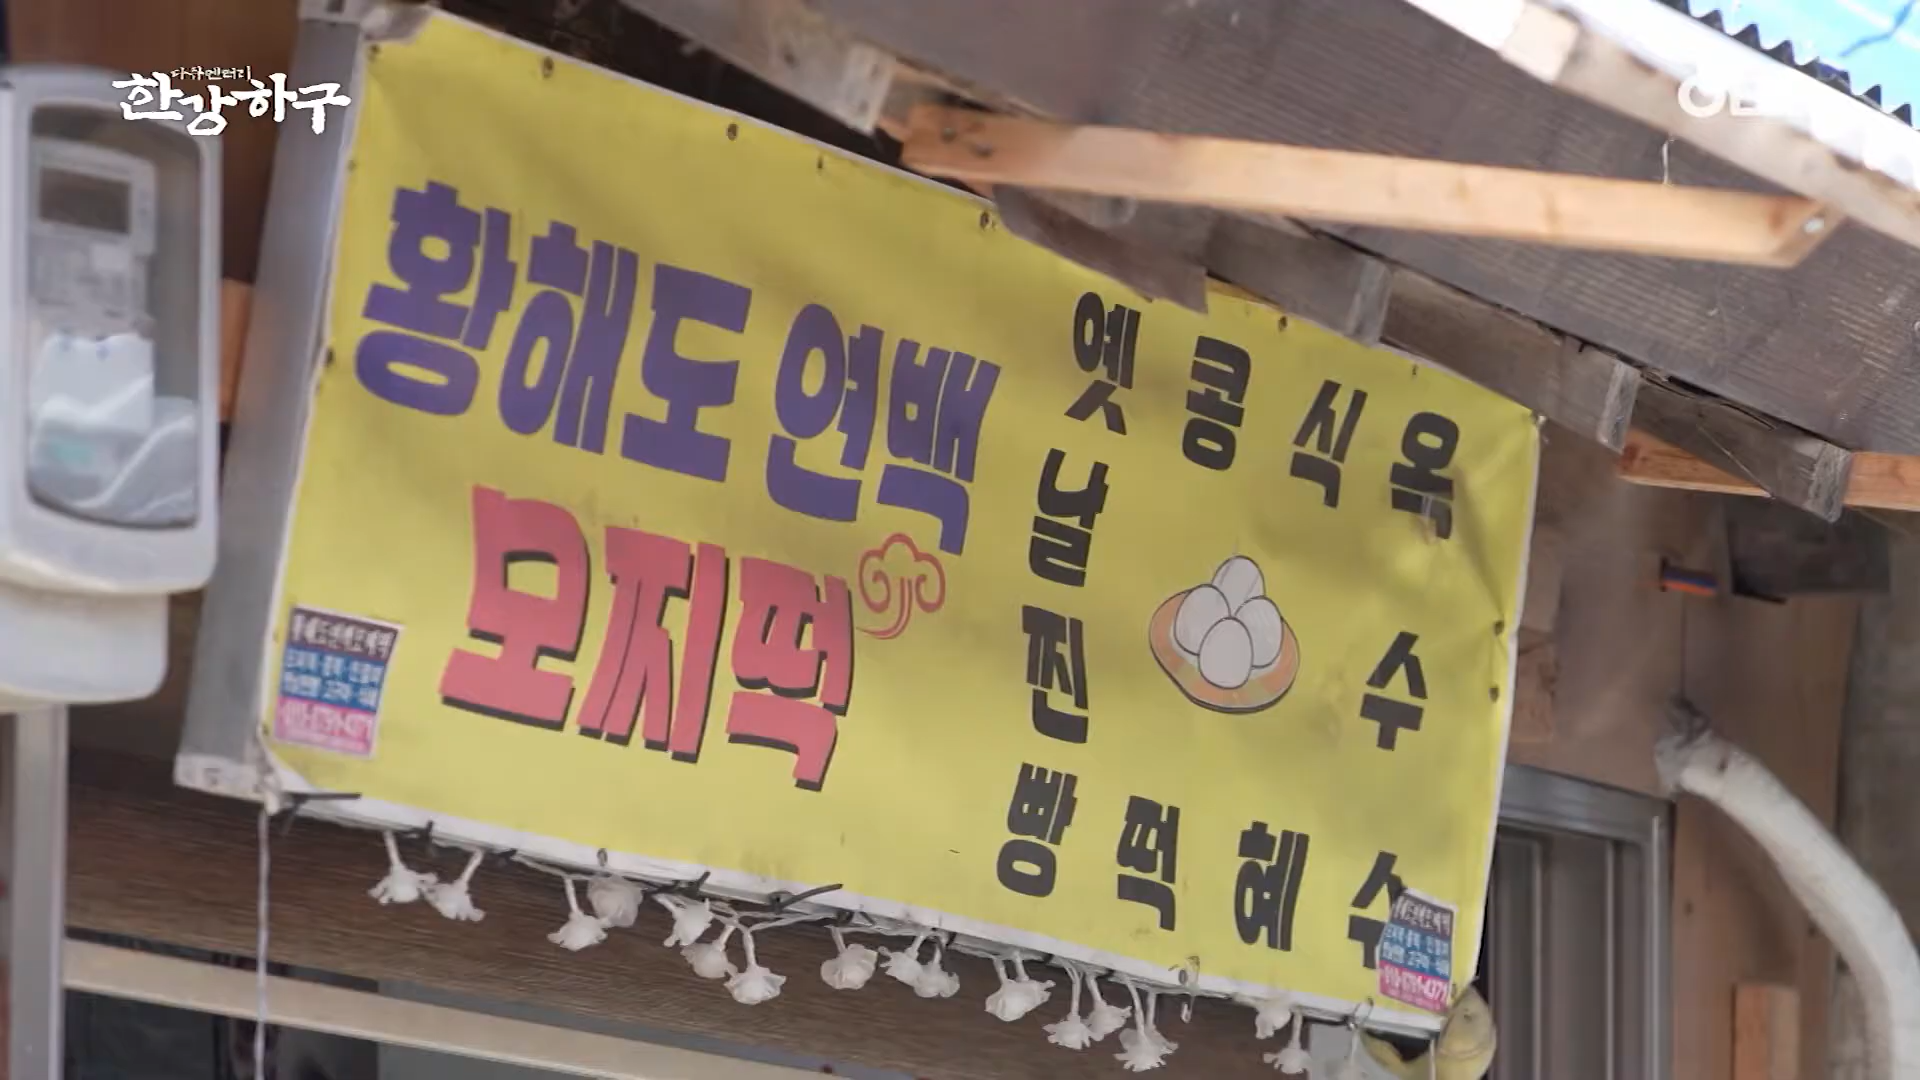 다큐멘터리
한강하구
황해도 연백
모찌떡
옛날찐빵
콩떡
식혜
옥수수